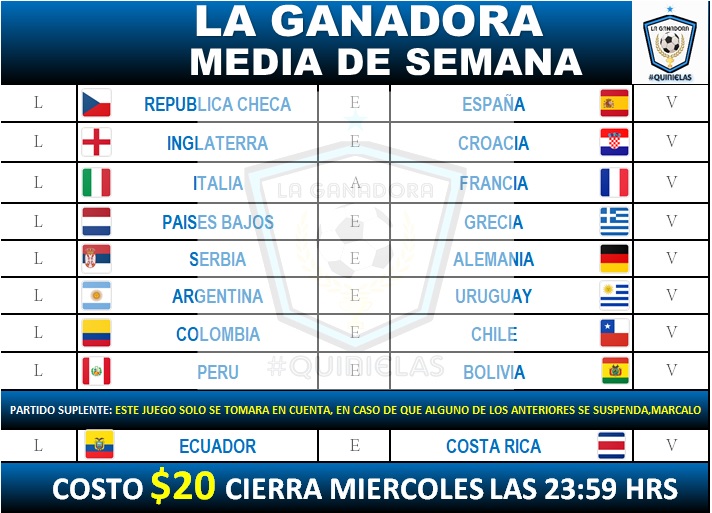 LA GANADORA
MEDIA DE SEMANA
LA GANADORA
#QUINIELAS
L REPUBLICA CHECA E ESPAÑA V
L INGLATERRA E CROACIA V
L ITALIA A FRANCIA V
LA GANADORA
L PAISES BAJOS E GRECIA V
L SERBIA E ALEMANIA V
L ARGENTINA E URUGUAY V
L COLOMBIA E CHILE V
L PERU E BOLIVIA V
#QUINIELAS
PARTIDO SUPLENTE: ESTE JUEGO SOLO SE TOMARA EN CUENTA, EN CASO DE QUE ALGUNO DE LOS ANTERIORES SE SUSPENDA,MARCALO
L ECUADOR E COSTA RICA V
COSTO $20 CIERRA MIERCOLES LAS 23:59 HRS